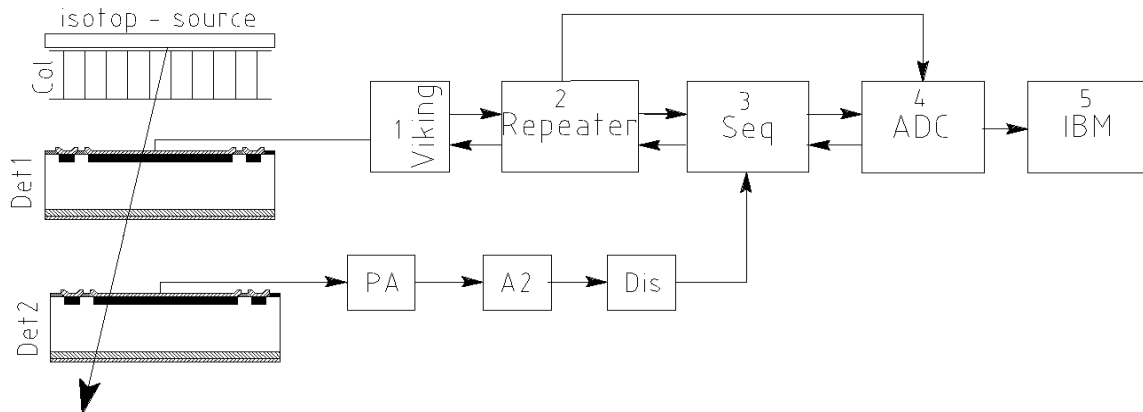 isotop - source
Col
Det1
1 Viking
2
Repeater
3
Seq
4
ADC
5
IBM
Det2
PA
A2
Dis